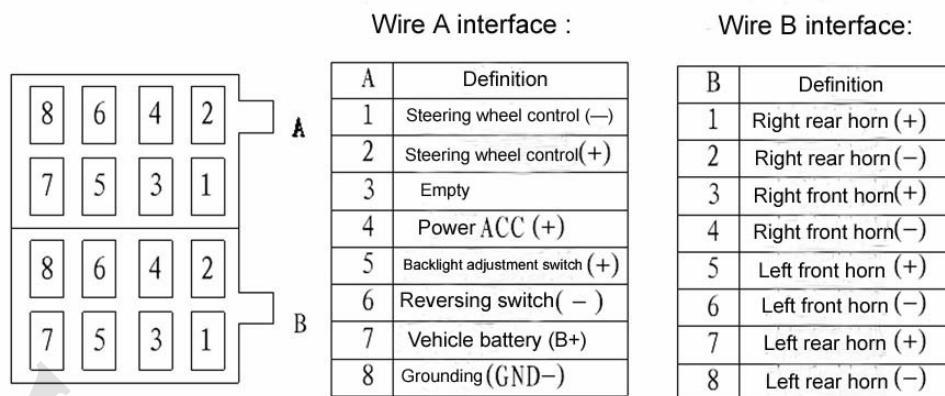 Wire A interface :
Wire B interface:
8 6 4 2
A
7 5 3 1
8 6 4 2
B
7 5 3 1
A Definition
1 Steering wheel control (—)
2 Steering wheel control(+)
3 Empty
4 Power ACC (+)
5 Backlight adjustment switch (+)
6 Reversing switch( − )
7 Vehicle battery (B+)
8 Grounding(GND−)
B Definition
1 Right rear horn (+)
2 Right rear horn (−)
3 Right front horn(+)
4 Right front horn(−)
5 Left front horn (+)
6 Left front horn (−)
7 Left rear horn (+)
8 Left rear horn (−)